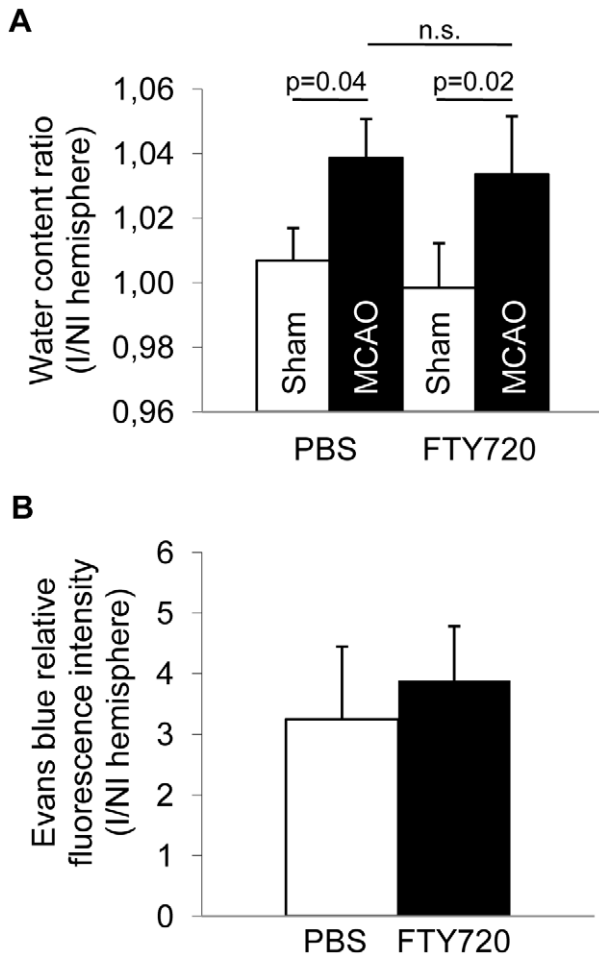 A
n.s.
p=0.04
p=0.02
Water content ratio
(I/NI hemisphere)
1,06
1,04
1,02
1,00
0,98
0,96
Sham
MCAO
Sham
MCAO
PBS
FTY720
B
Evans blue relative
fluorescence intensity
(I/NI hemisphere)
6
5
4
3
2
1
0
PBS
FTY720